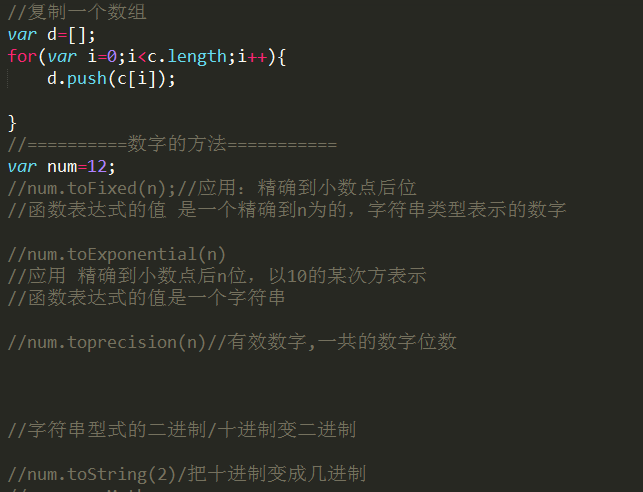 //复制一个数组
var d=[];
for(var i=0;i<c.length;i++){
d.push(c[i]);
}
//==========数字的方法===========
var num=12;
//num.toFixed(n);//应用：精确到小数点后位
//函数表达式的值 是一个精确到n为的，字符串类型表示的数字
//num.toExponential(n)
//应用 精确到小数点后n位，以10的某次方表示
//函数表达式的值是一个字符串
//num.toprecision(n)//有效数字,一共的数字位数
//字符串型式的二进制/十进制变二进制
//num.toString(2)/把十进制变成几进制